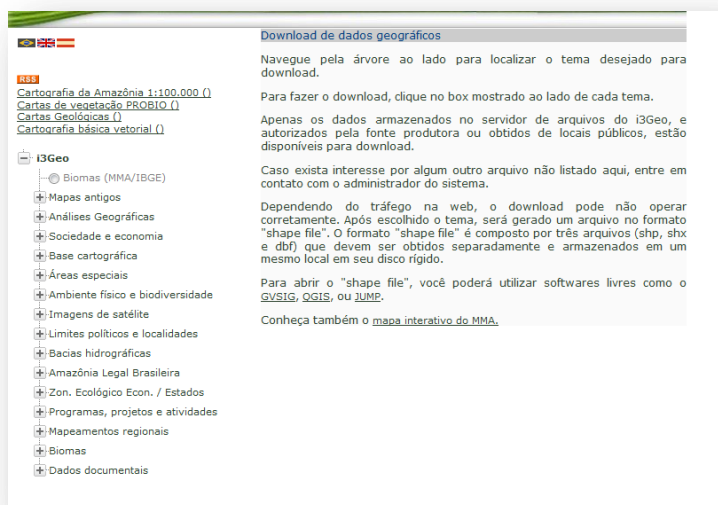 RSS
Cartografia da Amazônia 1:100.000 ()
Cartas de vegetação PROBIO ()
Cartas Geológicas ()
Cartografia básica vetorial ()
i3Geo
Biomas (MMA/IBGE)
Mapas antigos
Análises Geográficas
Sociedade e economia
Base cartográfica
Áreas especiais
Ambiente físico e biodiversidade
Imagens de satélite
Limites políticos e localidades
Bacias hidrográficas
Amazônia Legal Brasileira
Zon. Ecológico Econ. / Estados
Programas, projetos e atividades
Mapeamentos regionais
Biomas
Dados documentais
Download de dados geográficos
Navegue pela árvore ao lado para localizar o tema desejado para
download.
Para fazer o download, clique no box mostrado ao lado de cada tema.
Apenas os dados armazenados no servidor de arquivos do i3Geo, e
autorizados pela fonte produtora ou obtidos de locais públicos, estão
disponíveis para download.
Caso exista interesse por algum outro arquivo não listado aqui, entre em
contato com o administrador do sistema.
Dependendo do tráfego na web, o download pode não operar
corretamente. Após escolhido o tema, será gerado um arquivo no formato
"shape file". O formato "shape file" é composto por três arquivos (shp, shx
e dbf) que devem ser obtidos separadamente e armazenados em um
mesmo local em seu disco rígido.
Para abrir o "shape file", você poderá utilizar softwares livres como o
GVSIG, QGIS, ou JUMP.
Conheça também o mapa interativo do MMA.